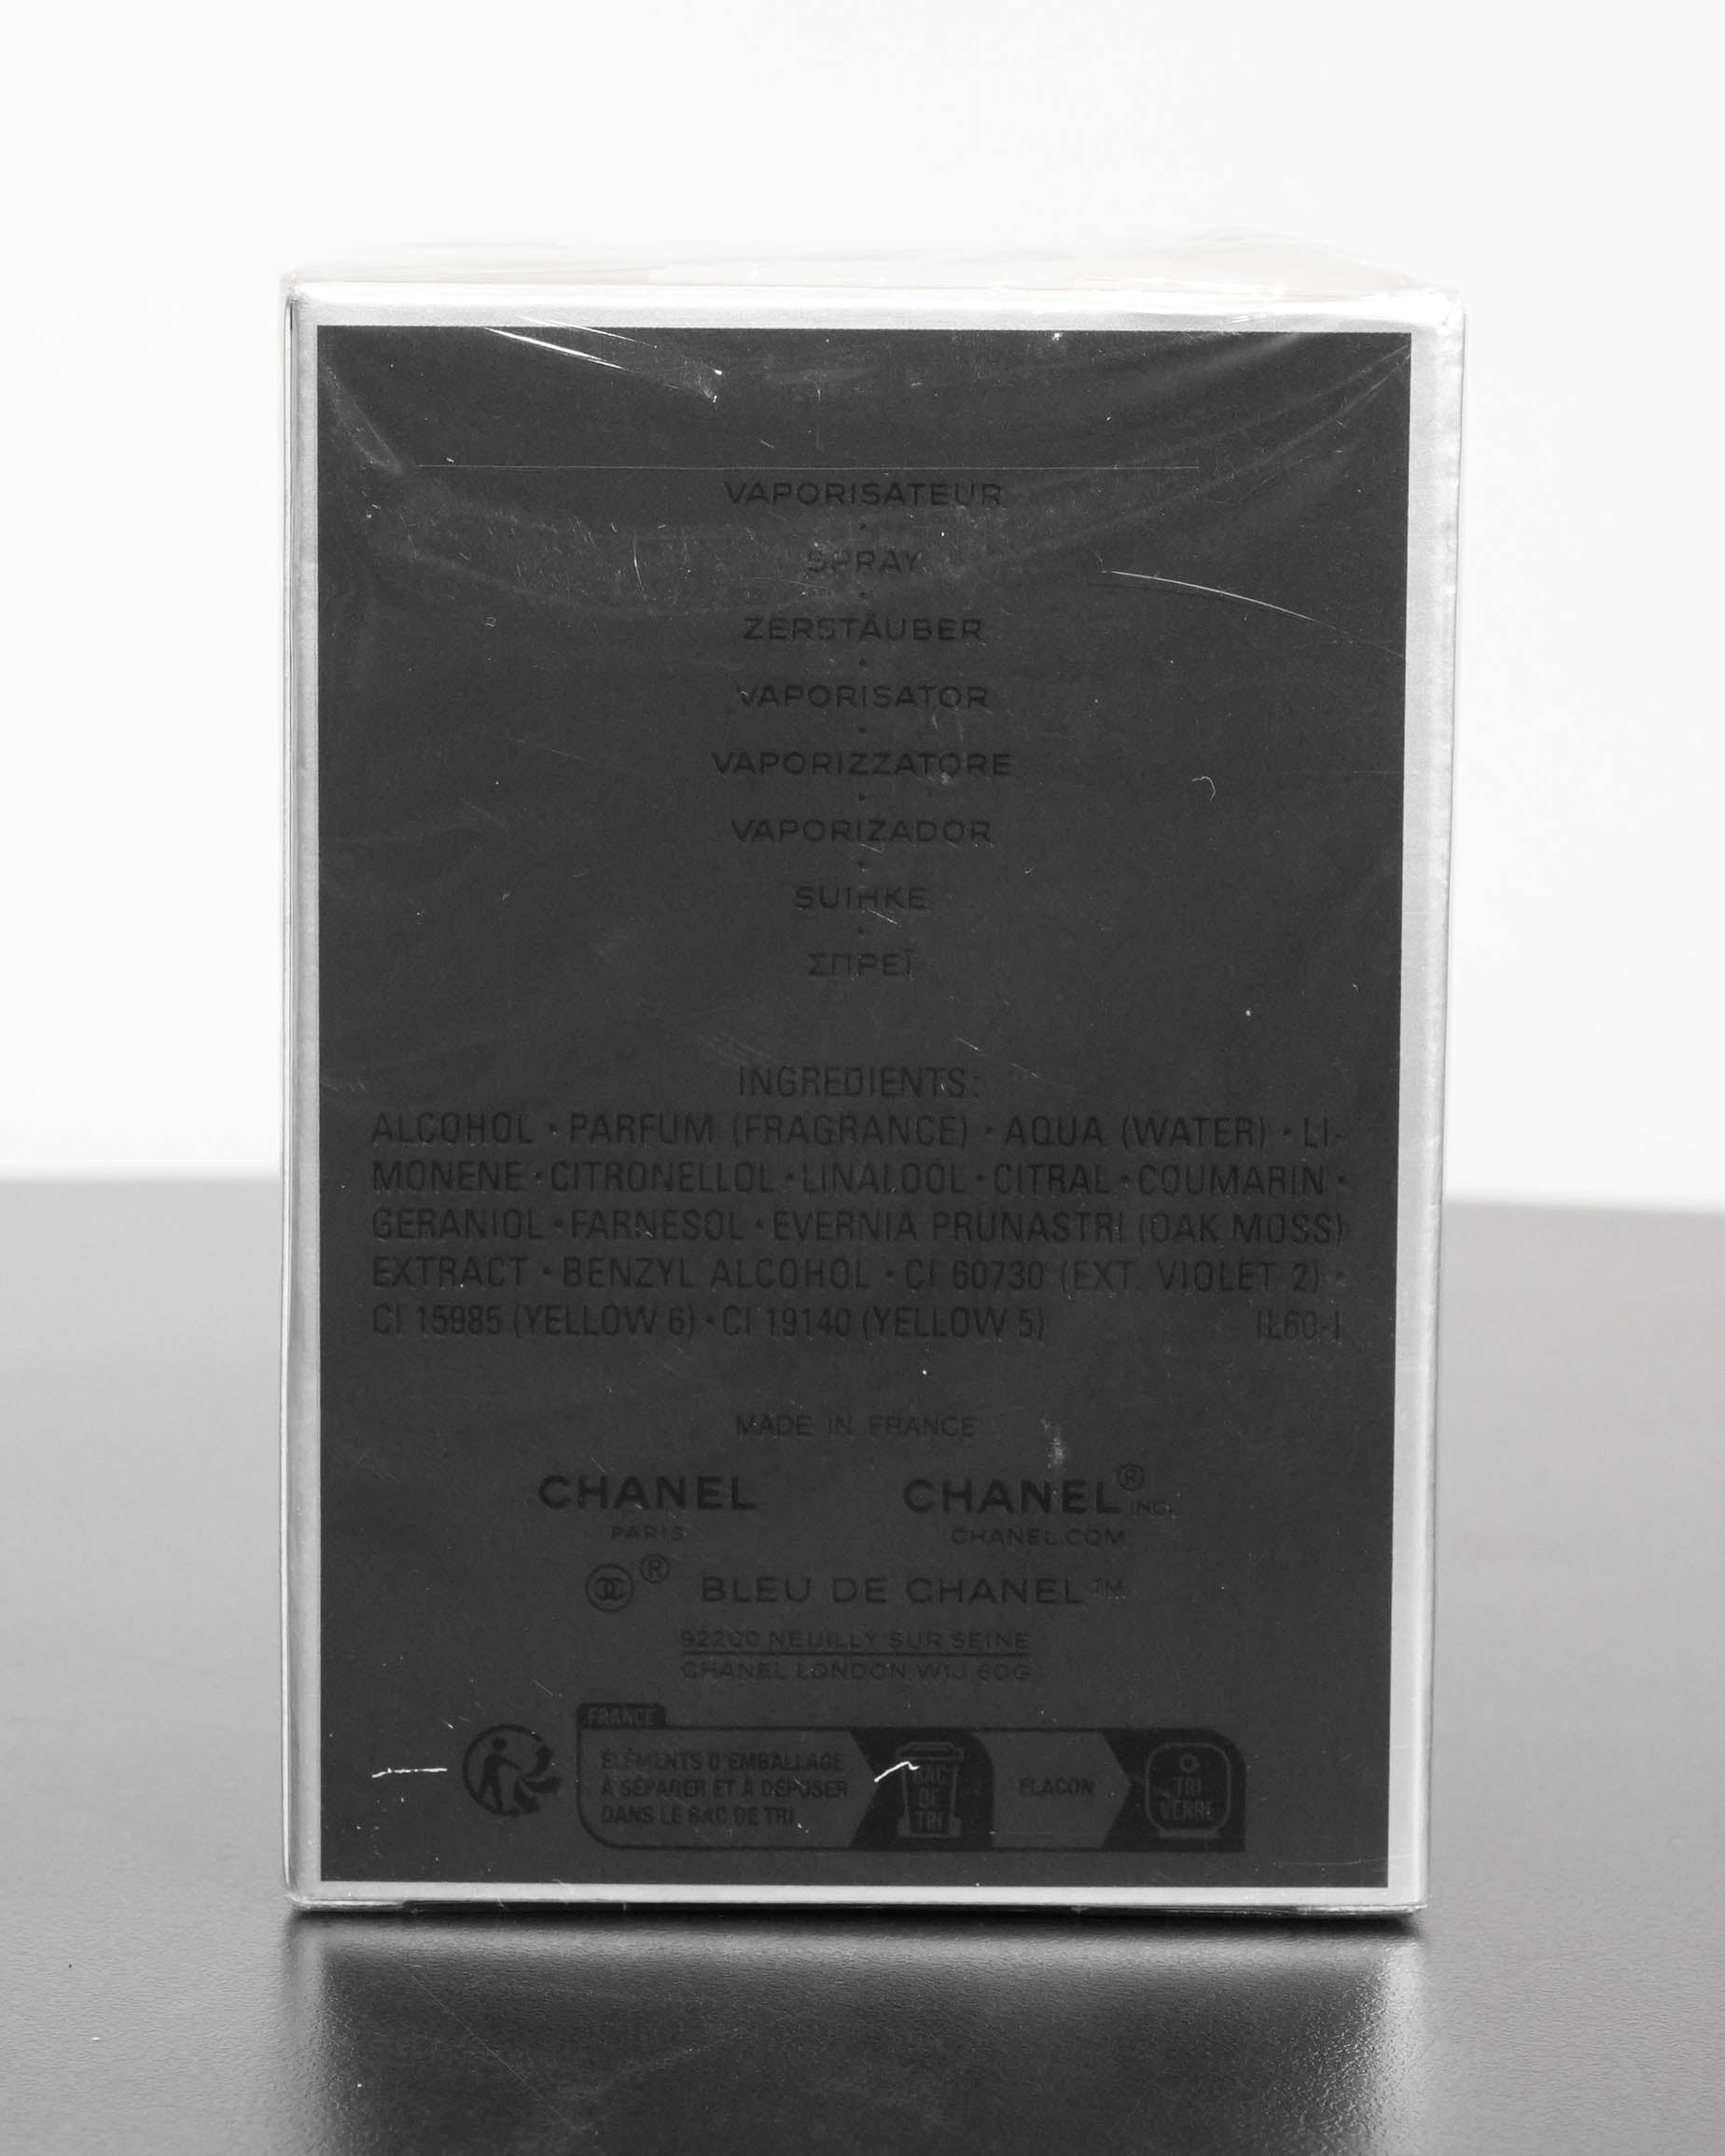 VAPORISATEUR
•
SPRAY
•
ZERSTÄUBER
•
VAPORISATOR
•
VAPORIZZATORE
•
VAPORIZADOR
•
SUIHKE
•
ΣΠΡΕΪ
INGREDIENTS:
ALCOHOL • PARFUM (FRAGRANCE) • AQUA (WATER) • LI-
MONENE • CITRONELLOL • LINALOOL • CITRAL • COUMARIN •
GERANIOL • FARNESOL • EVERNIA PRUNASTRI (OAK MOSS)
EXTRACT • BENZYL ALCOHOL • CI 60730 (EXT. VIOLET 2) •
CI 15985 (YELLOW 6) • CI 19140 (YELLOW 5) IL60-1
MADE IN FRANCE
CHANEL CHANEL® INC.
PARIS CHANEL.COM
® BLEU DE CHANEL™
92200 NEUILLY SUR SEINE
CHANEL LONDON W1J 6DG
FRANCE
ÉLÉMENTS D'EMBALLAGE
À SÉPARER ET À DÉPOSER
DANS LE BAC DE TRI
BAC
DE
TRI
FLACON
TRI
VERRE